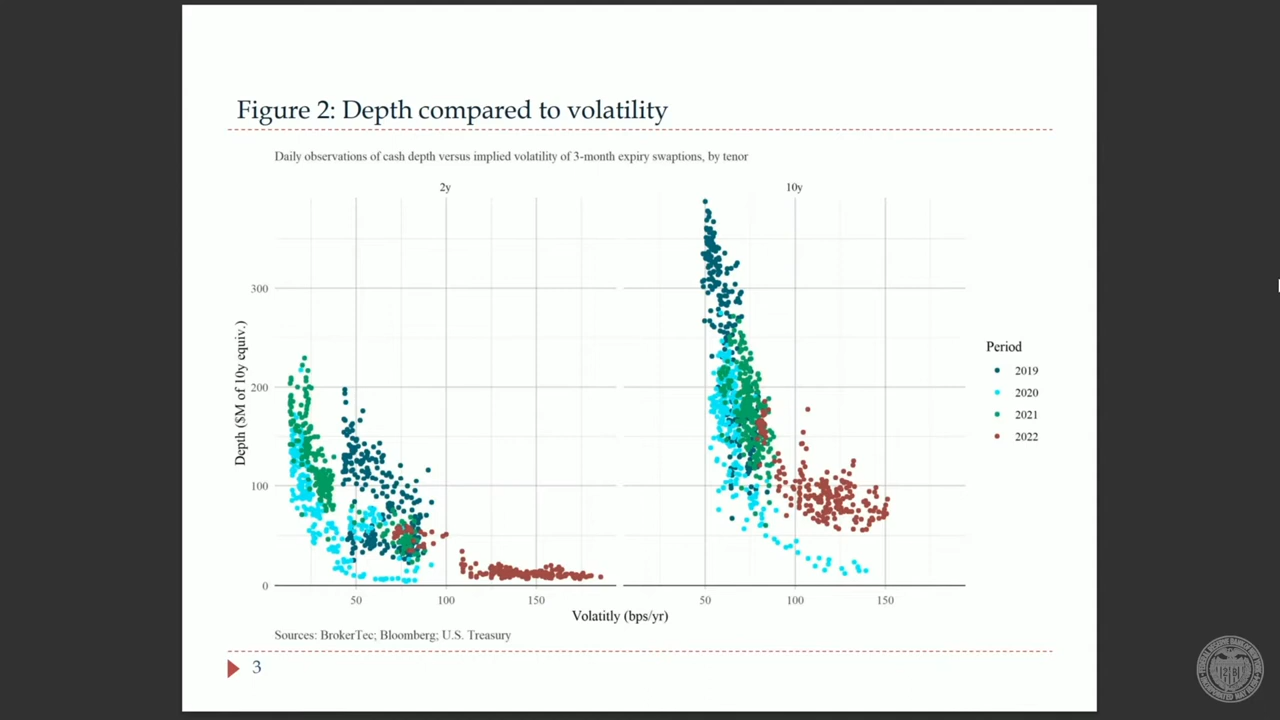 Figure 2: Depth compared to volatility
Daily observations of cash depth versus implied volatility of 3-month expiry swaptions, by tenor
2y
10y
300
200
100
0
Depth ($M of 10y equiv.)
50
100
150
50
100
150
Volatitly (bps/yr)
Period
2019
2020
2021
2022
Sources: BrokerTec; Bloomberg; U.S. Treasury
3